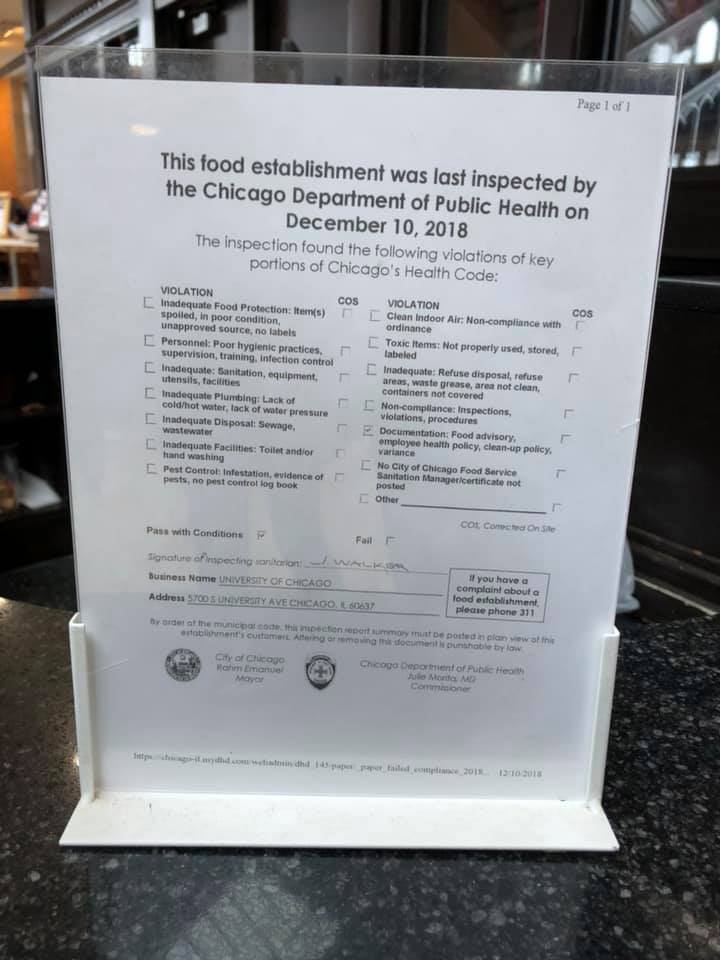 Page 1 of 1
This food establishment was last inspected by
the Chicago Department of Public Health on
December 10, 2018
The inspection found the following violations of key
portions of Chicago's Health Code:
VIOLATION COS
Inadequate Food Protection: Item(s)
spoiled, in poor condition,
unapproved source, no labels
Personnel: Poor hygienic practices,
supervision, training, infection control
Inadequate: Sanitation, equipment,
utensils, facilities
Inadequate Plumbing: Lack of
cold/hot water, lack of water pressure
Inadequate Disposal: Sewage,
wastewater
Inadequate Facilities: Toilet and/or
hand washing
Pest Control: Infestation, evidence of
pests, no pest control log book
VIOLATION COS
Clean Indoor Air: Non-compliance with
ordinance
Toxic Items: Not properly used, stored,
labeled
Inadequate: Refuse disposal, refuse
areas, waste grease, area not clean,
containers not covered
Non-compliance: Inspections,
violations, procedures
Documentation: Food advisory,
employee health policy, clean-up policy,
variance
No City of Chicago Food Service
Sanitation Manager/certificate not
posted
Other
COS, Corrected On Site
Pass with Conditions Fail
Signature of inspecting sanitarian: J. WALKER
Business Name UNIVERSITY OF CHICAGO
Address 5700 S UNIVERSITY AVE CHICAGO, IL 60637
If you have a
complaint about a
food establishment,
please phone 311
By order of the municipal code, this inspection report summary must be posted in plain view of this
establishment's customers. Altering or removing this document is punishable by law.
City of Chicago
Rahm Emanuel
Mayor
Chicago Department of Public Health
Julie Morita, MD
Commissioner
https://chicago-il.mydhd.com/webadmin/dhd_145/paper/_paper_failed_compliance_2018... 12/10/2018